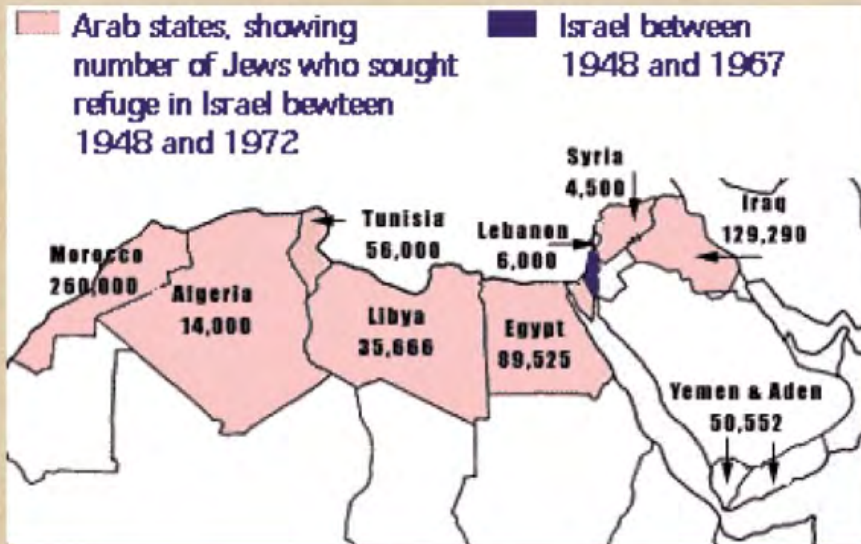 Arab states, showing
number of Jews who sought
refuge in Israel bewteen
1948 and 1972
Israel between
1948 and 1967
Syria
4,500
Iraq
129,290
Tunisia
56,000
Lebanon
6,000
Morocco
260,000
Algeria
14,000
Libya
35,666
Egypt
89,525
Yemen & Aden
50,552